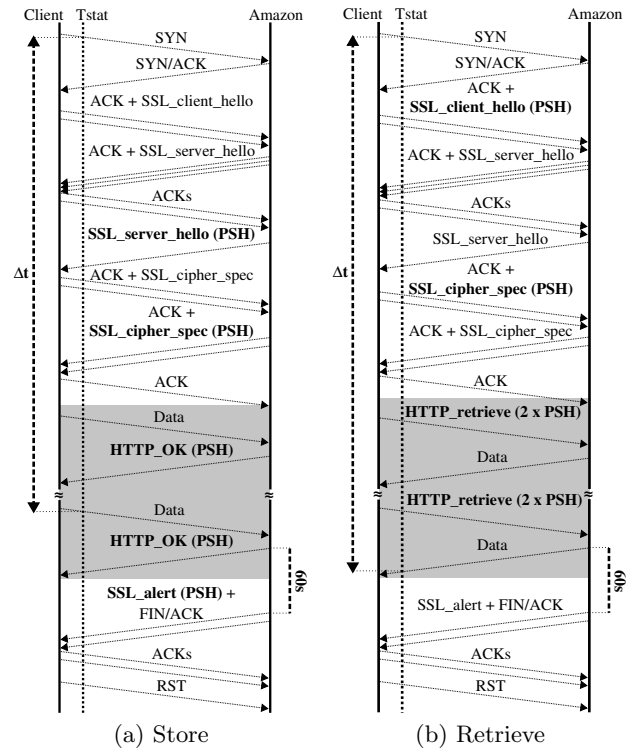 Client Tstat Amazon
SYN
SYN/ACK
ACK + SSL_client_hello
ACK + SSL_server_hello
ACKs
SSL_server_hello (PSH)
Δt
ACK + SSL_cipher_spec
ACK +
SSL_cipher_spec (PSH)
ACK
Data
HTTP_OK (PSH)
≈ ≈
Data
HTTP_OK (PSH)
60s
SSL_alert (PSH) +
FIN/ACK
ACKs
RST
(a) Store
Client Tstat Amazon
SYN
SYN/ACK
ACK +
SSL_client_hello (PSH)
ACK + SSL_server_hello
ACKs
SSL_server_hello
Δt
ACK +
SSL_cipher_spec (PSH)
ACK + SSL_cipher_spec
ACK
HTTP_retrieve (2 x PSH)
Data
≈ ≈
HTTP_retrieve (2 x PSH)
Data
60s
SSL_alert + FIN/ACK
ACKs
RST
(b) Retrieve